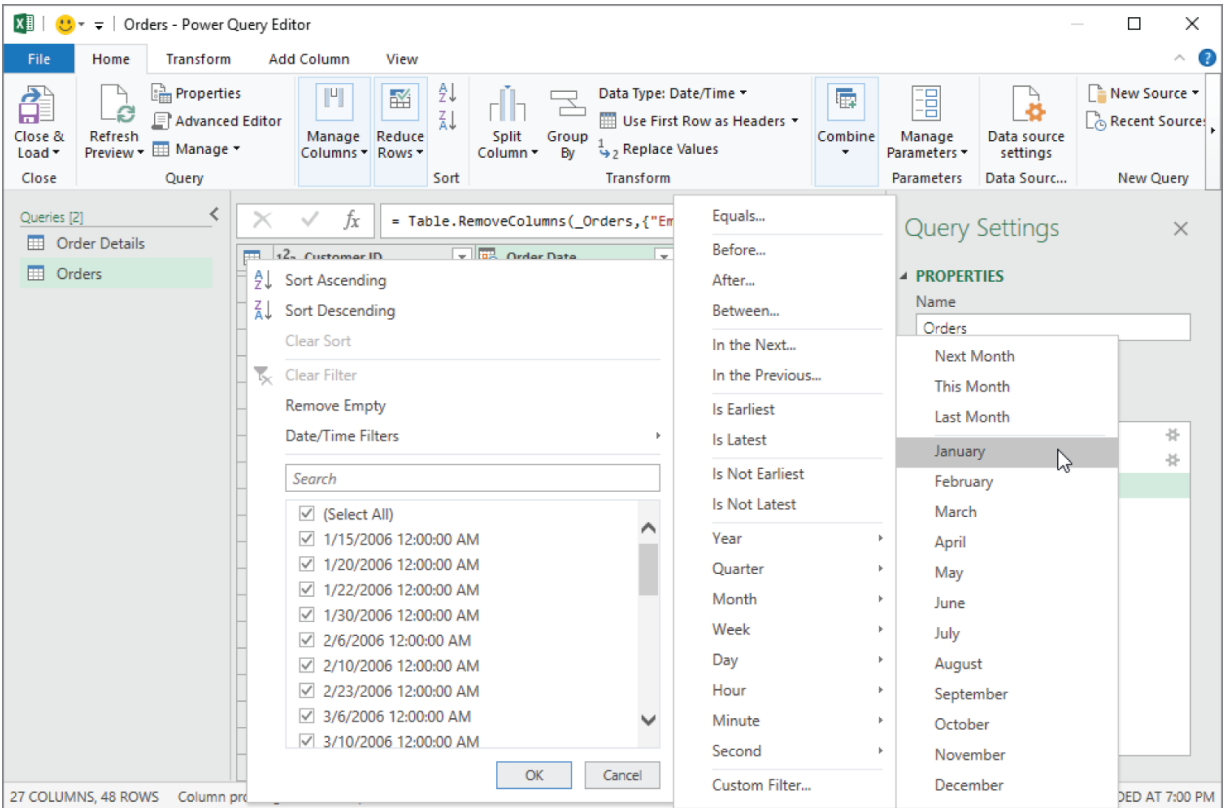 Orders - Power Query Editor
File Home Transform Add Column View
Close & Load
Refresh Preview
Properties
Advanced Editor
Manage
Manage Columns
Reduce Rows
Split Column
Group By
Data Type: Date/Time
Use First Row as Headers
1 2 Replace Values
Combine
Manage Parameters
Data source settings
New Source
Recent Source
Close Query Sort Transform Parameters Data Sourc... New Query
Queries [2]
Order Details
Orders
fx = Table.RemoveColumns(_Orders,{"Em
Customer ID Order Date
Sort Ascending
Sort Descending
Clear Sort
Clear Filter
Remove Empty
Date/Time Filters
Search
(Select All)
1/15/2006 12:00:00 AM
1/20/2006 12:00:00 AM
1/22/2006 12:00:00 AM
1/30/2006 12:00:00 AM
2/6/2006 12:00:00 AM
2/10/2006 12:00:00 AM
2/23/2006 12:00:00 AM
3/6/2006 12:00:00 AM
3/10/2006 12:00:00 AM
OK Cancel
Equals...
Before...
After...
Between...
In the Next...
In the Previous...
Is Earliest
Is Latest
Is Not Earliest
Is Not Latest
Year
Quarter
Month
Week
Day
Hour
Minute
Second
Custom Filter...
Query Settings
PROPERTIES
Name
Orders
Next Month
This Month
Last Month
January
February
March
April
May
June
July
August
September
October
November
December
27 COLUMNS, 48 ROWS Column pro DED AT 7:00 PM